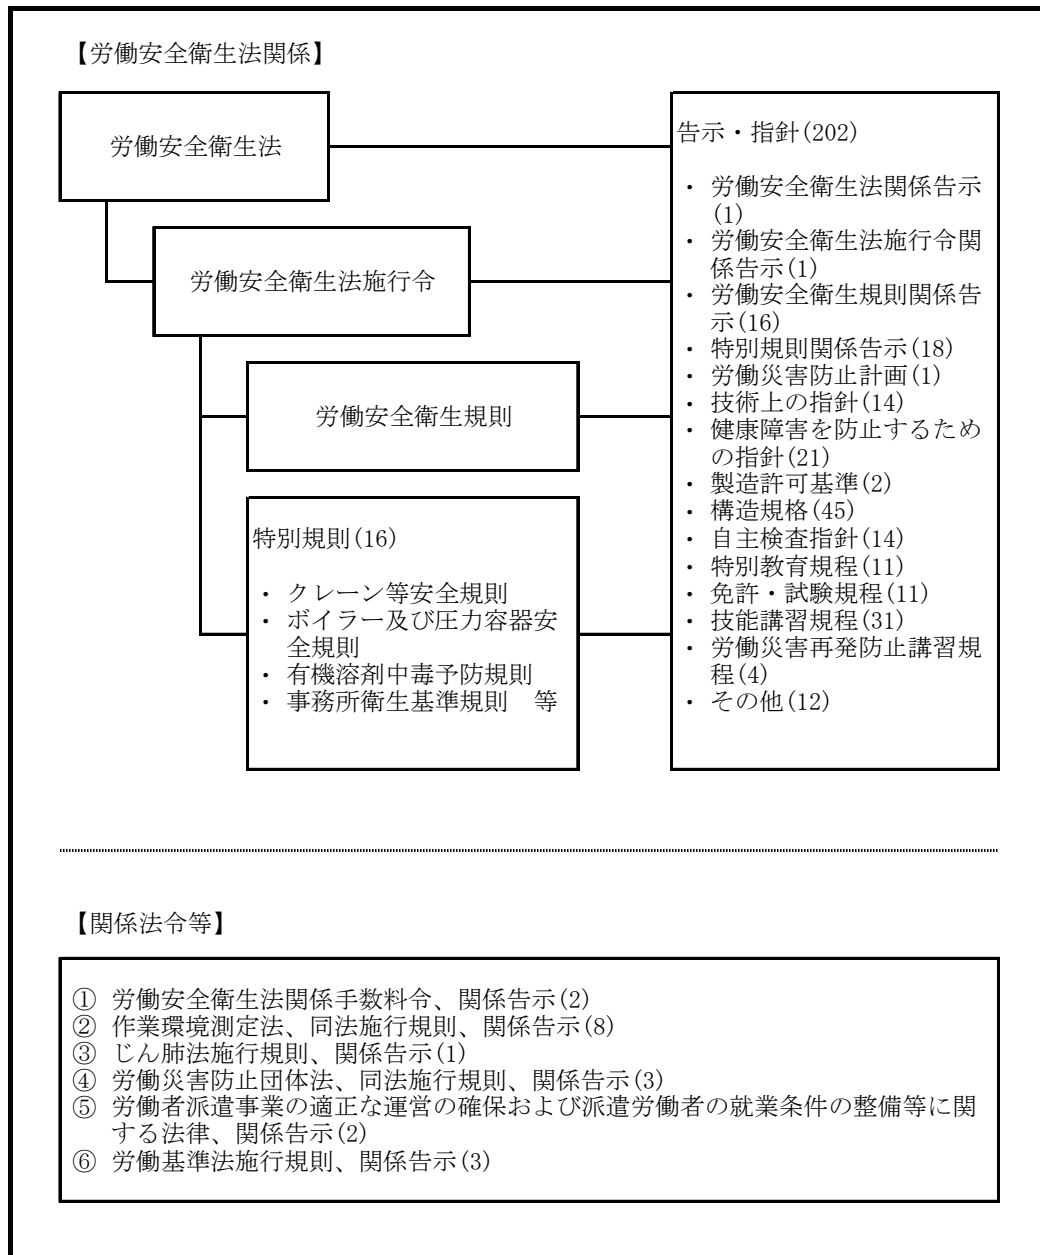 【労働安全衛生法関係】
労働安全衛生法
労働安全衛生法施行令
労働安全衛生規則
特別規則(16)
・ クレーン等安全規則
・ ボイラー及び圧力容器安
全規則
・ 有機溶剤中毒予防規則
・ 事務所衛生基準規則　等
告示・指針(202)
・ 労働安全衛生法関係告示
(1)
・ 労働安全衛生法施行令関
係告示(1)
・ 労働安全衛生規則関係告
示(16)
・ 特別規則関係告示(18)
・ 労働災害防止計画(1)
・ 技術上の指針(14)
・ 健康障害を防止するため
の指針(21)
・ 製造許可基準(2)
・ 構造規格(45)
・ 自主検査指針(14)
・ 特別教育規程(11)
・ 免許・試験規程(11)
・ 技能講習規程(31)
・ 労働災害再発防止講習規
程(4)
・ その他(12)
【関係法令等】
① 労働安全衛生法関係手数料令、関係告示(2)
② 作業環境測定法、同法施行規則、関係告示(8)
③ じん肺法施行規則、関係告示(1)
④ 労働災害防止団体法、同法施行規則、関係告示(3)
⑤ 労働者派遣事業の適正な運営の確保および派遣労働者の就業条件の整備等に関
する法律、関係告示(2)
⑥ 労働基準法施行規則、関係告示(3)